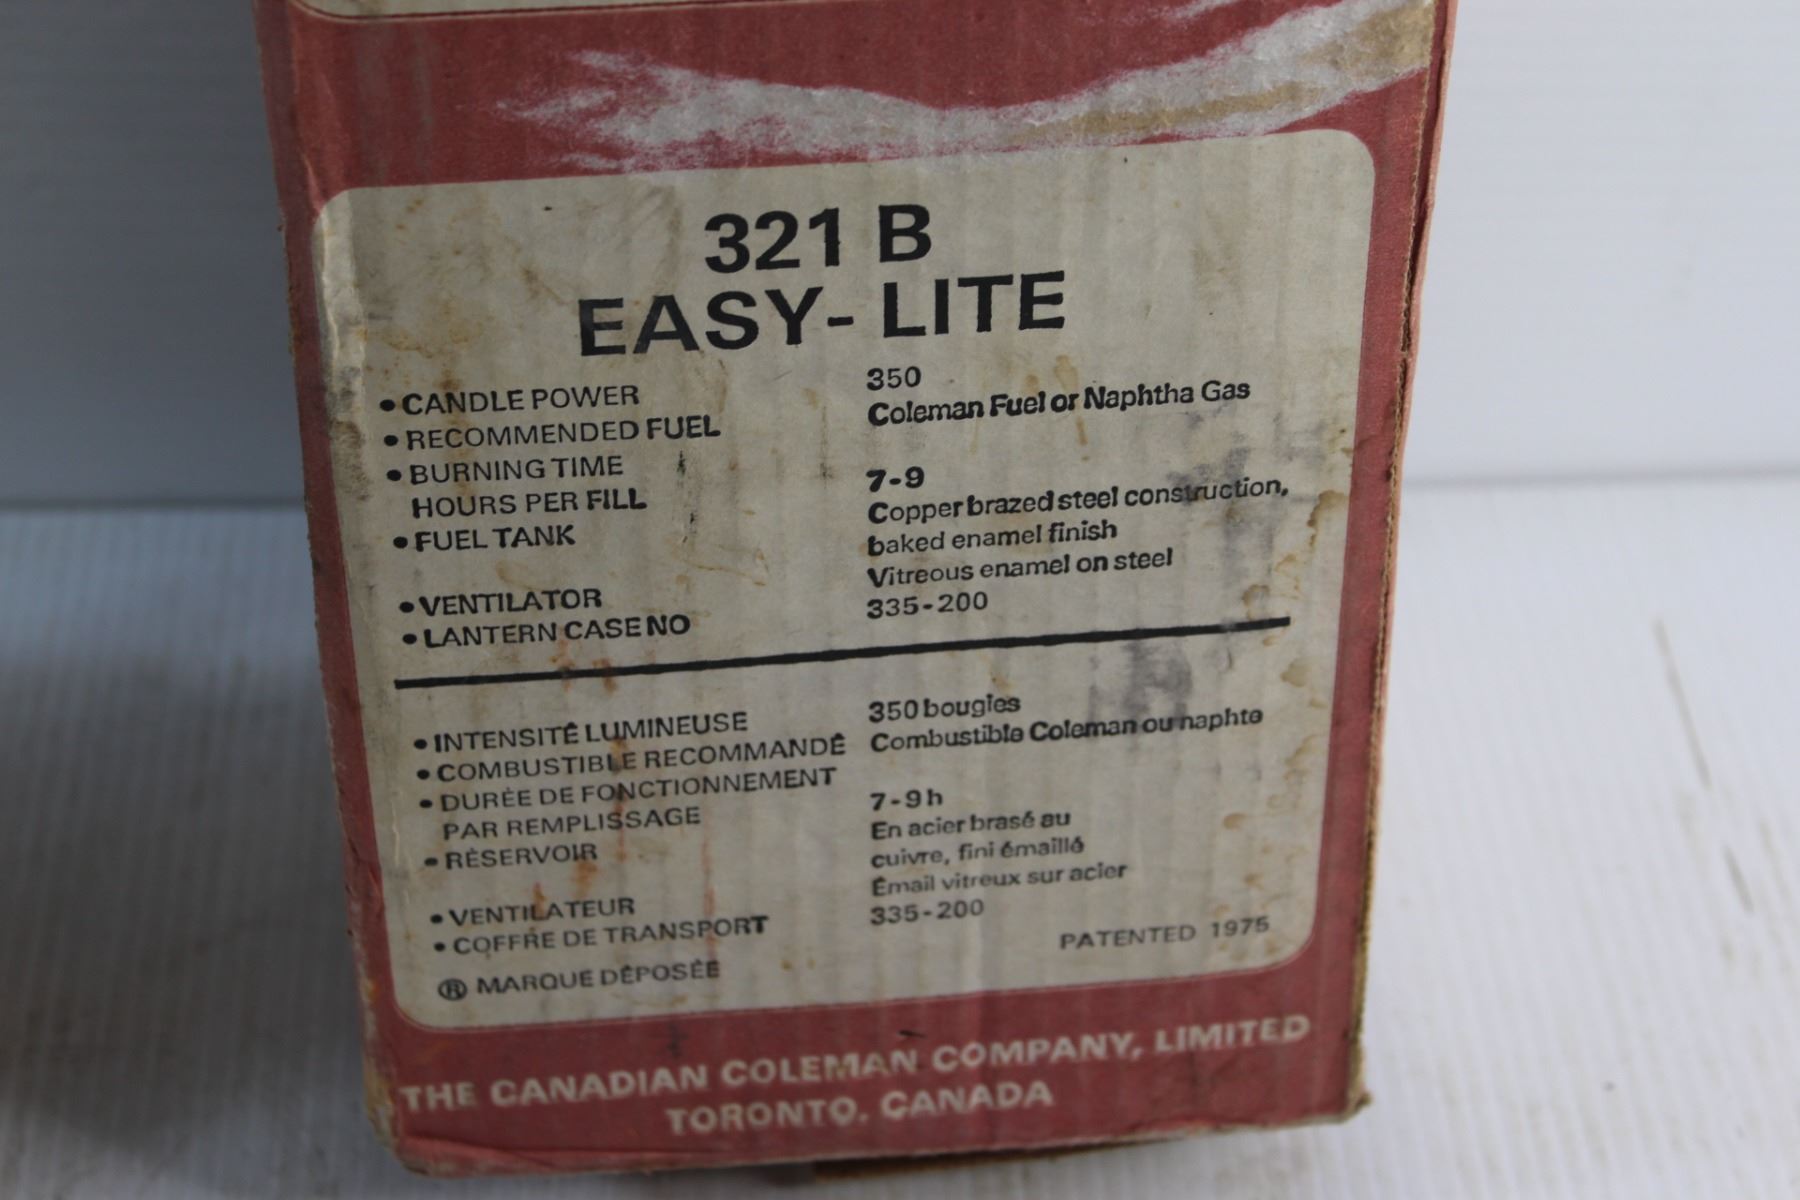 321 B
EASY-LITE
• CANDLE POWER 350
• RECOMMENDED FUEL Coleman Fuel or Naphtha Gas
• BURNING TIME
HOURS PER FILL 7-9
• FUEL TANK Copper brazed steel construction,
baked enamel finish
• VENTILATOR Vitreous enamel on steel
• LANTERN CASE NO 335-200
• INTENSITÉ LUMINEUSE 350 bougies
• COMBUSTIBLE RECOMMANDÉ Combustible Coleman ou naphte
• DURÉE DE FONCTIONNEMENT
PAR REMPLISSAGE 7-9 h
• RÉSERVOIR En acier brasé au
cuivre, fini émaillé
• VENTILATEUR Émail vitreux sur acier
• COFFRE DE TRANSPORT 335-200
® MARQUE DÉPOSÉE PATENTED 1975
THE CANADIAN COLEMAN COMPANY, LIMITED
TORONTO, CANADA